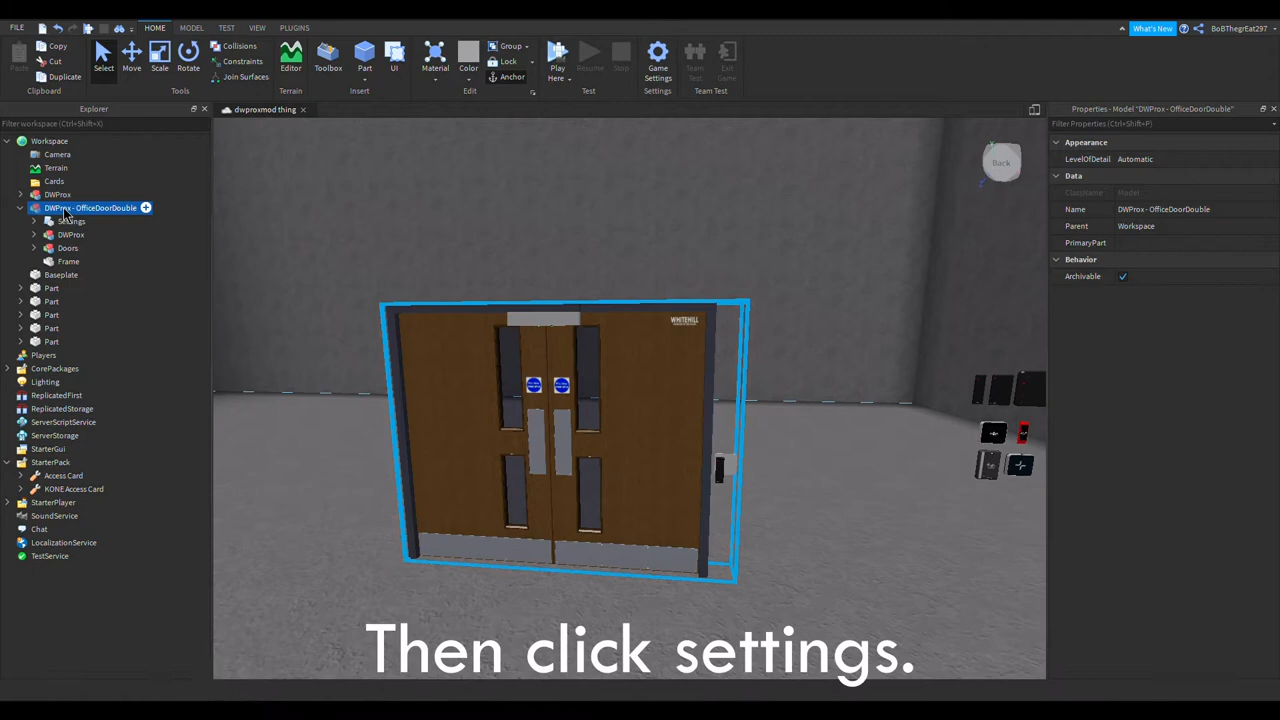 FILE
HOME
MODEL
TEST
VIEW
PLUGINS
What's New
BoBThegrEat297
Paste
Copy
Cut
Duplicate
Clipboard
Select
Move
Scale
Rotate
Collisions
Constraints
Join Surfaces
Tools
Editor
Terrain
Toolbox
Part
UI
Insert
Material
Color
Group
Lock
Anchor
Edit
Play
Here
Resume
Stop
Test
Game
Settings
Settings
Team
Test
Exit
Game
Team Test
Explorer
Filter workspace (Ctrl+Shift+X)
Workspace
Camera
Terrain
Cards
DWProx
DWProx - OfficeDoorDouble
Settings
DWProx
Doors
Frame
Baseplate
Part
Part
Part
Part
Part
Players
CorePackages
Lighting
ReplicatedFirst
ReplicatedStorage
ServerScriptService
ServerStorage
StarterGui
StarterPack
Access Card
KONE Access Card
StarterPlayer
SoundService
Chat
LocalizationService
TestService
dwproxmod thing
Back
WHITEHILL
Then click settings.
Properties - Model "DWProx - OfficeDoorDouble"
Filter Properties (Ctrl+Shift+P)
Appearance
LevelOfDetail Automatic
Data
ClassName Model
Name DWProx - OfficeDoorDouble
Parent Workspace
PrimaryPart
Behavior
Archivable